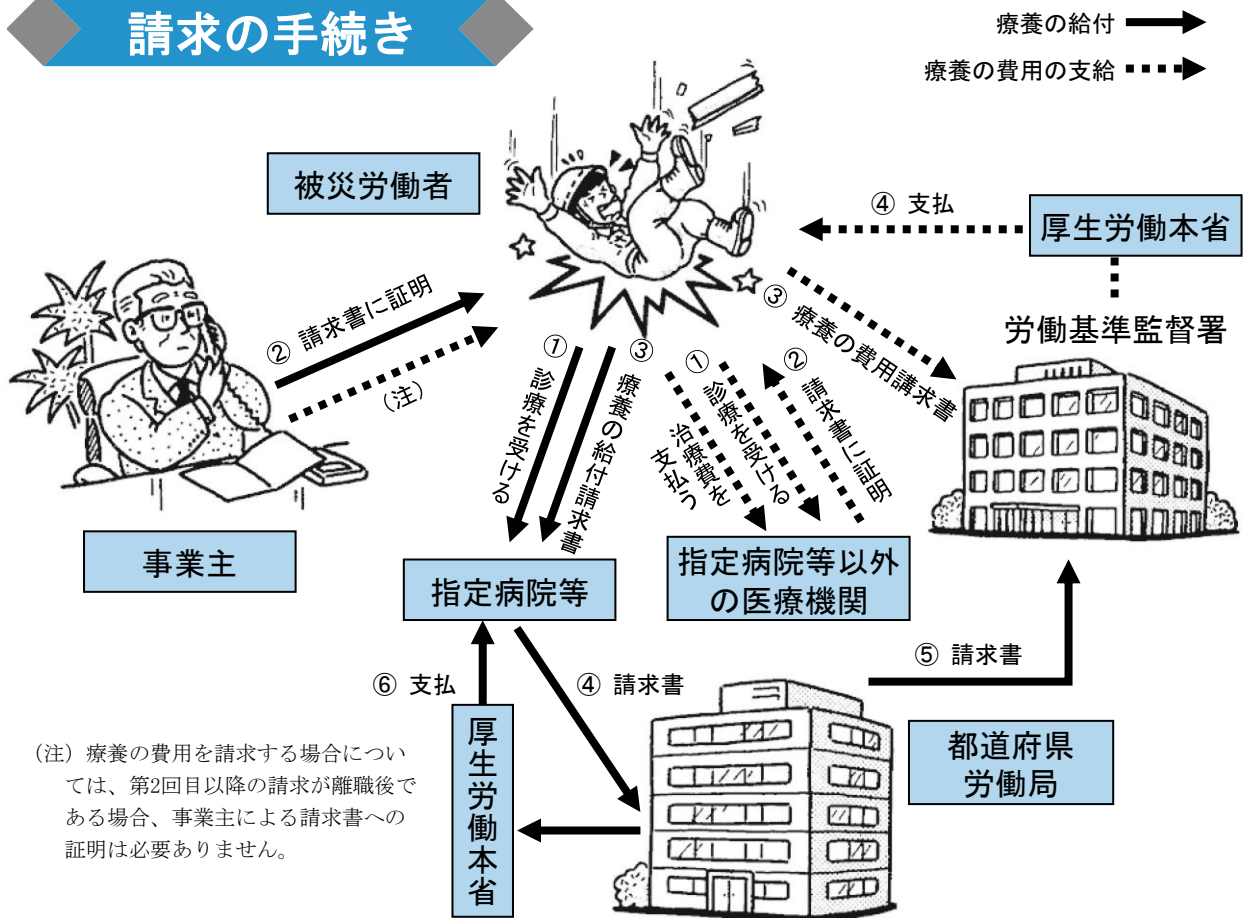 請求の手続き
療養の給付
療養の費用の支給
被災労働者
④ 支払
厚生労働本省
② 請求書に証明
(注)
③ 療養の費用請求書
労働基準監督署
① 診療を受ける
③ 療養の給付請求書
治療費を
支払う
① 診療を受ける
② 請求書に証明
事業主
指定病院等
指定病院等以外
の医療機関
⑤ 請求書
⑥ 支払
④ 請求書
厚生労働本省
都道府県
労働局
(注)療養の費用を請求する場合につい
ては、第2回目以降の請求が離職後で
ある場合、事業主による請求書への
証明は必要ありません。